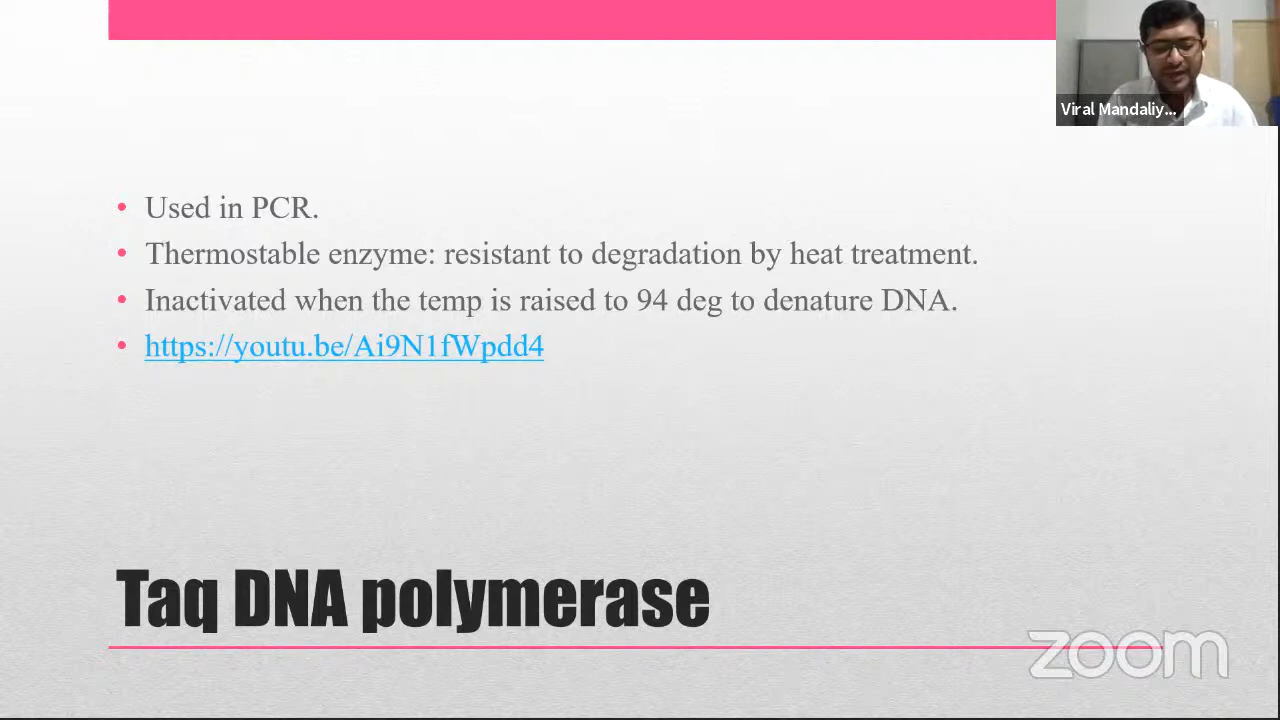 Viral Mandaliy...
• Used in PCR.
• Thermostable enzyme: resistant to degradation by heat treatment.
• Inactivated when the temp is raised to 94 deg to denature DNA.
• https://youtu.be/Ai9N1fWpdd4
Taq DNA polymerase
zoom